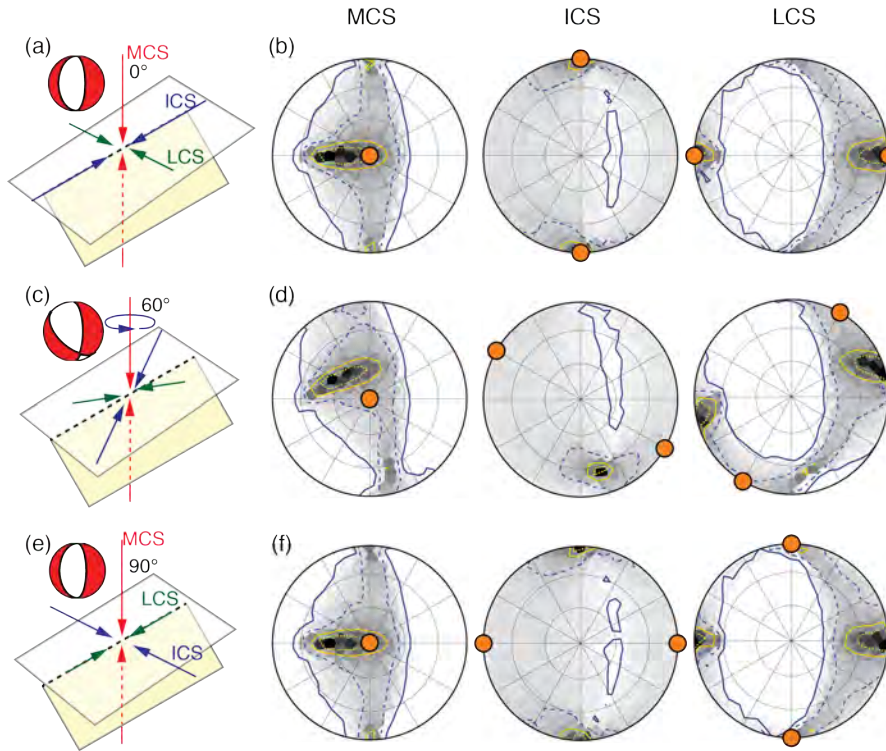 MCS ICS LCS
(a) MCS (b)
0°
ICS
LCS
(c) 60° (d)
(e) MCS (f)
90°
LCS
ICS